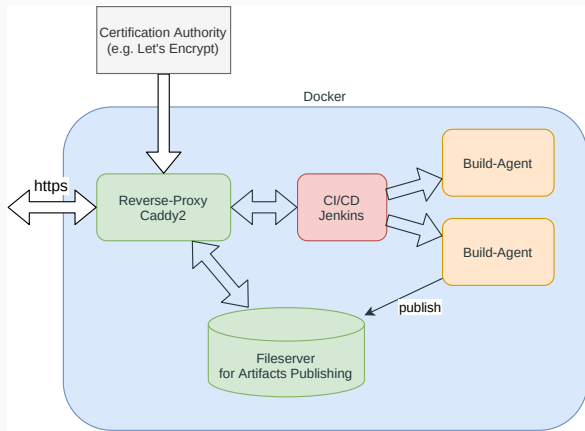 Certification Authority
(e.g. Let's Encrypt)
Docker
https
Reverse-Proxy
Caddy2
CI/CD
Jenkins
Build-Agent
Build-Agent
publish
Fileserver
for Artifacts Publishing